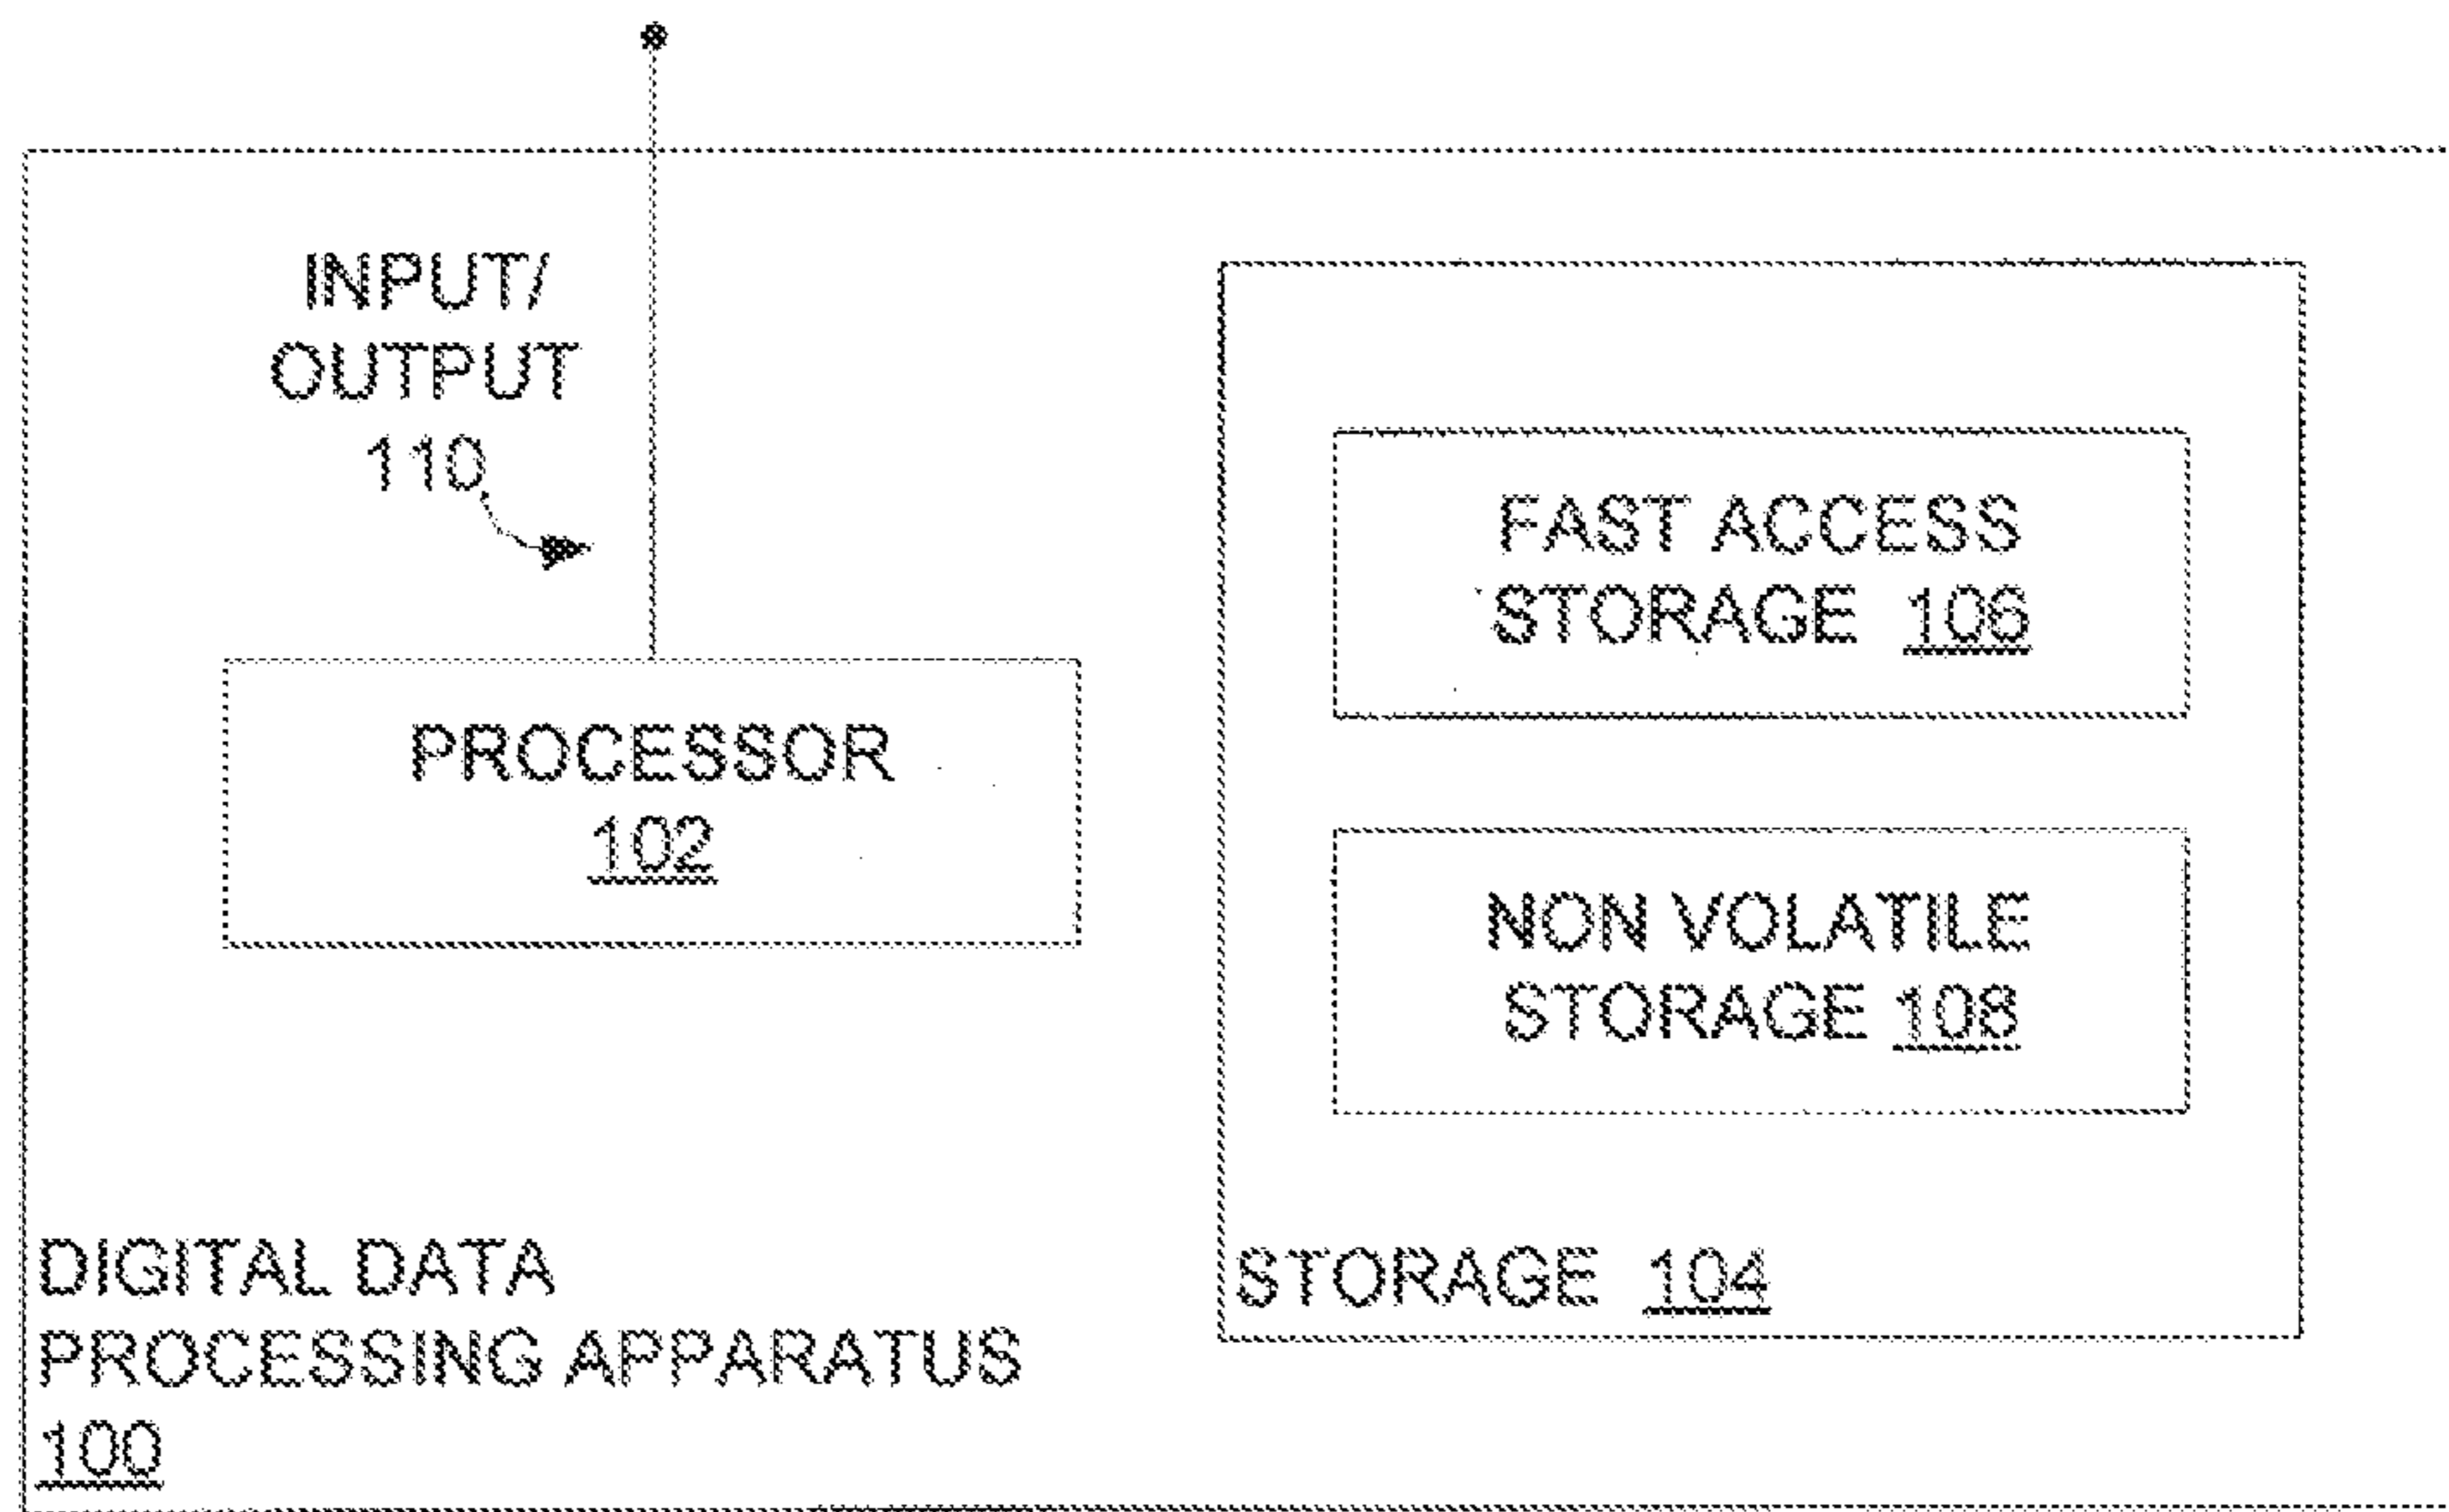 INPUT/
OUTPUT
110
PROCESSOR
102
FAST ACCESS
STORAGE 106
NON VOLATILE
STORAGE 108
STORAGE 104
DIGITAL DATA
PROCESSING APPARATUS
100